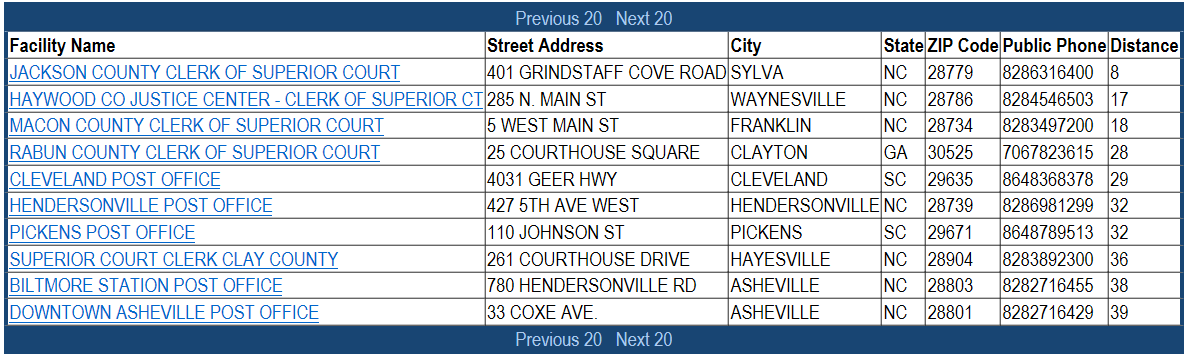 Previous 20 Next 20
Facility Name Street Address City State ZIP Code Public Phone Distance
JACKSON COUNTY CLERK OF SUPERIOR COURT 401 GRINDSTAFF COVE ROAD SYLVA NC 28779 8286316400 8
HAYWOOD CO JUSTICE CENTER - CLERK OF SUPERIOR CT 285 N. MAIN ST WAYNESVILLE NC 28786 8284546503 17
MACON COUNTY CLERK OF SUPERIOR COURT 5 WEST MAIN ST FRANKLIN NC 28734 8283497200 18
RABUN COUNTY CLERK OF SUPERIOR COURT 25 COURTHOUSE SQUARE CLAYTON GA 30525 7067823615 28
CLEVELAND POST OFFICE 4031 GEER HWY CLEVELAND SC 29635 8648368378 29
HENDERSONVILLE POST OFFICE 427 5TH AVE WEST HENDERSONVILLE NC 28739 8286981299 32
PICKENS POST OFFICE 110 JOHNSON ST PICKENS SC 29671 8648789513 32
SUPERIOR COURT CLERK CLAY COUNTY 261 COURTHOUSE DRIVE HAYESVILLE NC 28904 8283892300 36
BILTMORE STATION POST OFFICE 780 HENDERSONVILLE RD ASHEVILLE NC 28803 8282716455 38
DOWNTOWN ASHEVILLE POST OFFICE 33 COXE AVE. ASHEVILLE NC 28801 8282716429 39
Previous 20 Next 20